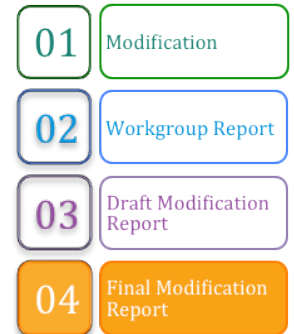 01
Modification
02
Workgroup Report
03
Draft Modification
Report
04
Final Modification
Report